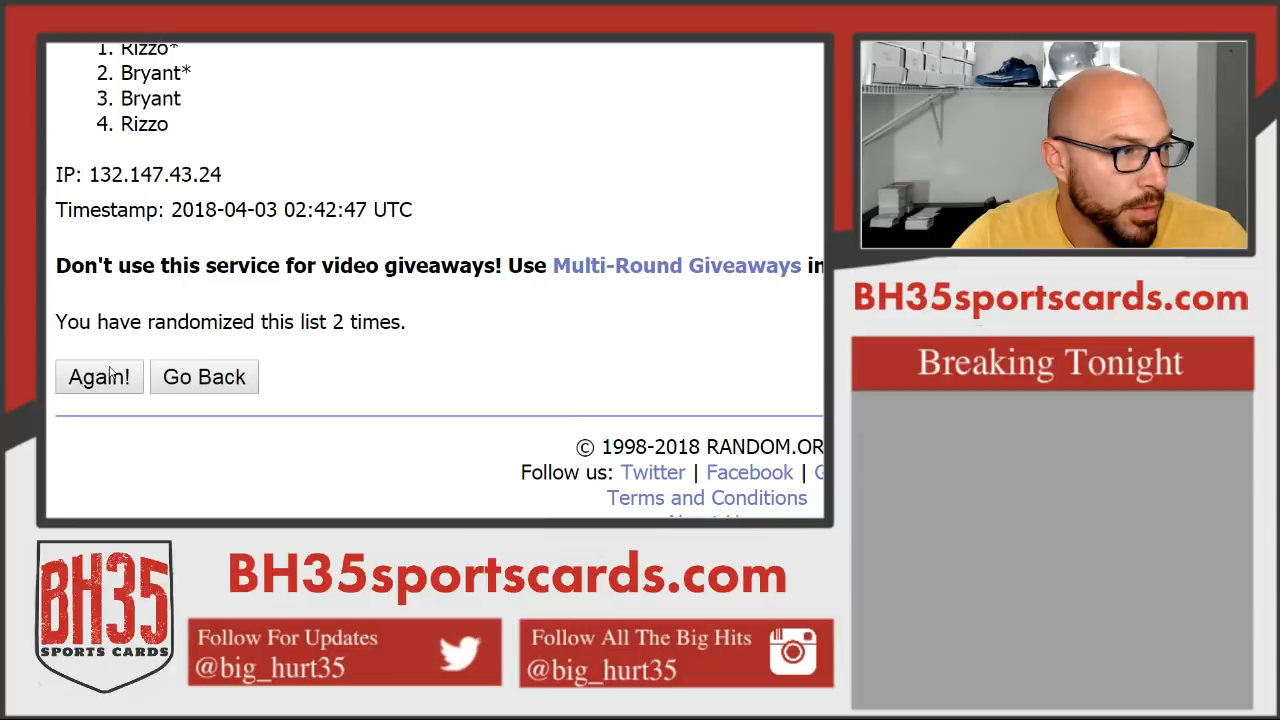 1. Rizzo*
2. Bryant*
3. Bryant
4. Rizzo
IP: 132.147.43.24
Timestamp: 2018-04-03 02:42:47 UTC
Don't use this service for video giveaways! Use Multi-Round Giveaways in
You have randomized this list 2 times.
Again! Go Back
© 1998-2018 RANDOM.OR
Follow us: Twitter | Facebook | G
Terms and Conditions
BH35sportscards.com
Breaking Tonight
BH35
SPORTS CARDS
BH35sportscards.com
Follow For Updates
@big_hurt35
Follow All The Big Hits
@big_hurt35